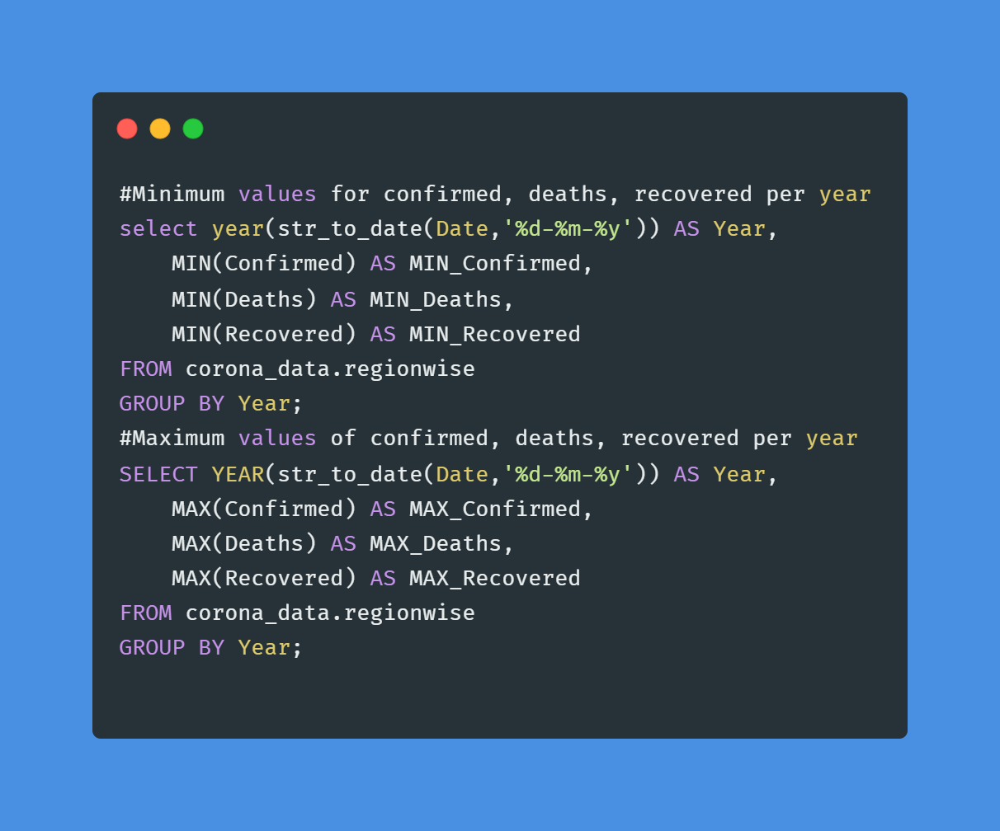 #Minimum values for confirmed, deaths, recovered per year
select year(str_to_date(Date,'%d-%m-%y')) AS Year,
    MIN(Confirmed) AS MIN_Confirmed,
    MIN(Deaths) AS MIN_Deaths,
    MIN(Recovered) AS MIN_Recovered
FROM corona_data.regionwise
GROUP BY Year;
#Maximum values of confirmed, deaths, recovered per year
SELECT YEAR(str_to_date(Date,'%d-%m-%y')) AS Year,
    MAX(Confirmed) AS MAX_Confirmed,
    MAX(Deaths) AS MAX_Deaths,
    MAX(Recovered) AS MAX_Recovered
FROM corona_data.regionwise
GROUP BY Year;